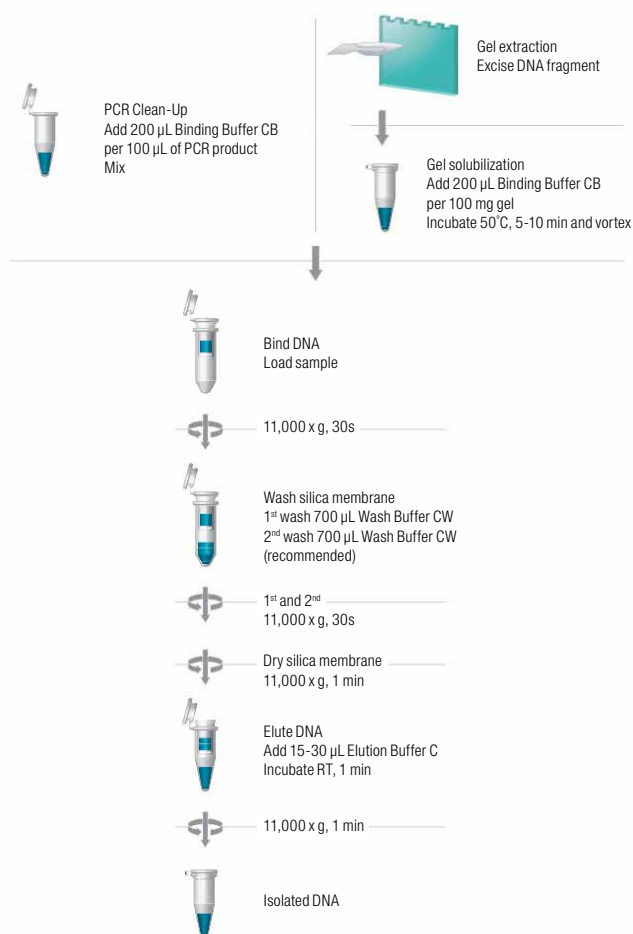 Gel extraction
Excise DNA fragment
PCR Clean-Up
Add 200 µL Binding Buffer CB
per 100 µL of PCR product
Mix
Gel solubilization
Add 200 µL Binding Buffer CB
per 100 mg gel
Incubate 50°C, 5-10 min and vortex
Bind DNA
Load sample
11,000 x g, 30s
Wash silica membrane
1st wash 700 µL Wash Buffer CW
2nd wash 700 µL Wash Buffer CW
(recommended)
1st and 2nd
11,000 x g, 30s
Dry silica membrane
11,000 x g, 1 min
Elute DNA
Add 15-30 µL Elution Buffer C
Incubate RT, 1 min
11,000 x g, 1 min
Isolated DNA